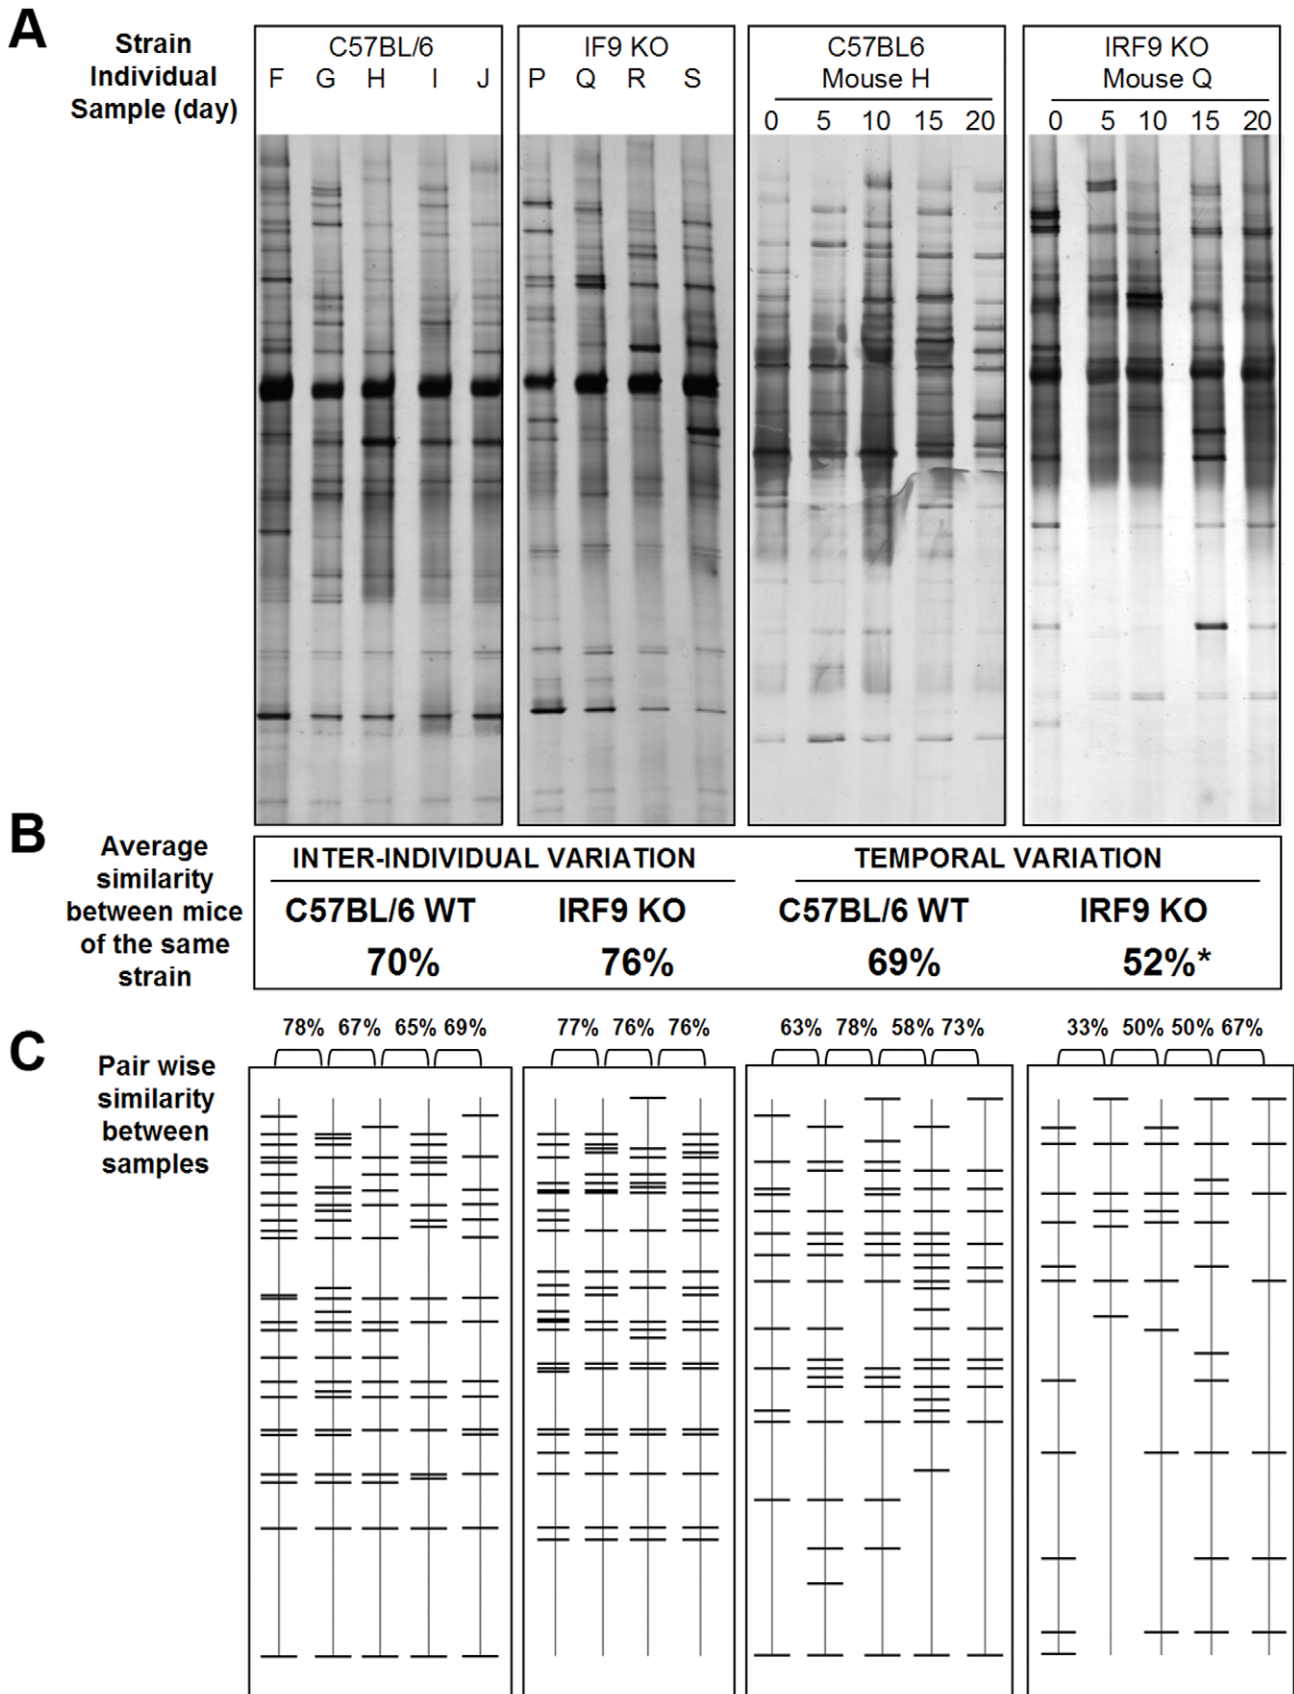 A
Strain
Individual
Sample (day)
C57BL/6
F G H I J
IF9 KO
P Q R S
C57BL6
Mouse H
0 5 10 15 20
IRF9 KO
Mouse Q
0 5 10 15 20
B
Average
similarity
between mice
of the same
strain
INTER-INDIVIDUAL VARIATION
TEMPORAL VARIATION
C57BL/6 WT
IRF9 KO
C57BL/6 WT
IRF9 KO
70%
76%
69%
52%*
C
Pair wise
similarity
between
samples
78% 67% 65% 69%
77% 76% 76%
63% 78% 58% 73%
33% 50% 50% 67%